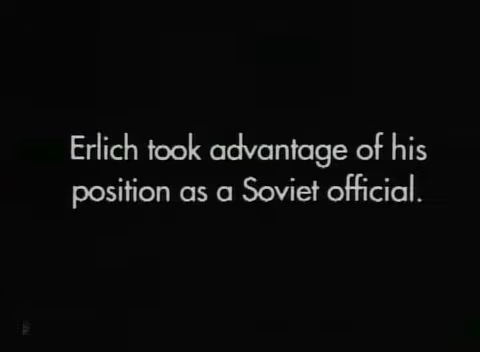 Erlich took advantage of his
position as a Soviet official.